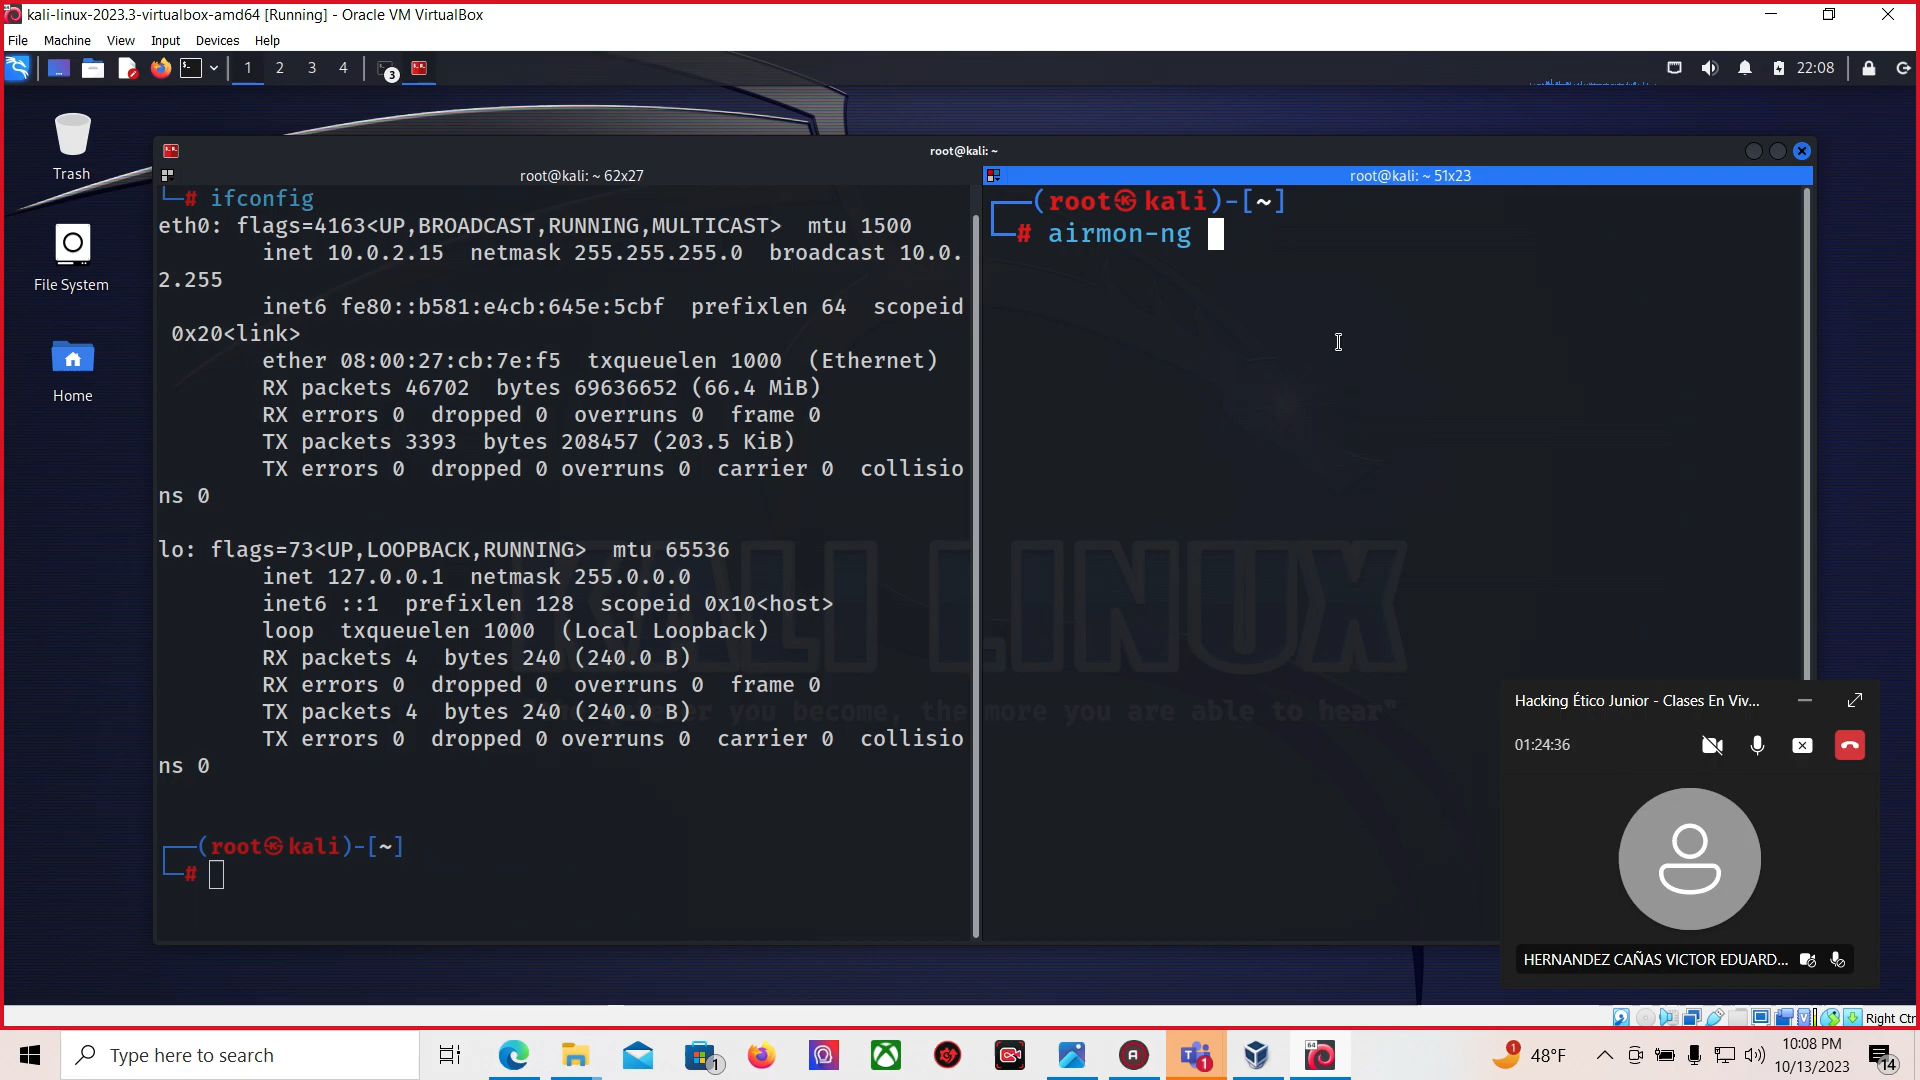 kali-linux-2023.3-virtualbox-amd64 [Running] - Oracle VM VirtualBox
File Machine View Input Devices Help
1 2 3 4 3 22:08
Trash
File System
Home
root@kali: ~
root@kali: ~ 62x27
└─# ifconfig
eth0: flags=4163<UP,BROADCAST,RUNNING,MULTICAST>  mtu 1500
        inet 10.0.2.15  netmask 255.255.255.0  broadcast 10.0.
2.255
        inet6 fe80::b581:e4cb:645e:5cbf  prefixlen 64  scopeid
 0x20<link>
        ether 08:00:27:cb:7e:f5  txqueuelen 1000  (Ethernet)
        RX packets 46702  bytes 69636652 (66.4 MiB)
        RX errors 0  dropped 0  overruns 0  frame 0
        TX packets 3393  bytes 208457 (203.5 KiB)
        TX errors 0  dropped 0 overruns 0  carrier 0  collisio
ns 0
lo: flags=73<UP,LOOPBACK,RUNNING>  mtu 65536
        inet 127.0.0.1  netmask 255.0.0.0
        inet6 ::1  prefixlen 128  scopeid 0x10<host>
        loop  txqueuelen 1000  (Local Loopback)
        RX packets 4  bytes 240 (240.0 B)
        RX errors 0  dropped 0  overruns 0  frame 0
        TX packets 4  bytes 240 (240.0 B)
        TX errors 0  dropped 0 overruns 0  carrier 0  collisio
ns 0
┌──(root㉿kali)-[~]
└─#
root@kali: ~ 51x23
┌──(root㉿kali)-[~]
└─# airmon-ng
KALI LINUX
you become, the more you are able to hear"
Hacking Ético Junior - Clases En Viv...
01:24:36
HERNANDEZ CAÑAS VICTOR EDUARD...
Right Ctr
Type here to search
1
1
1
48°F
10:08 PM
10/13/2023
14